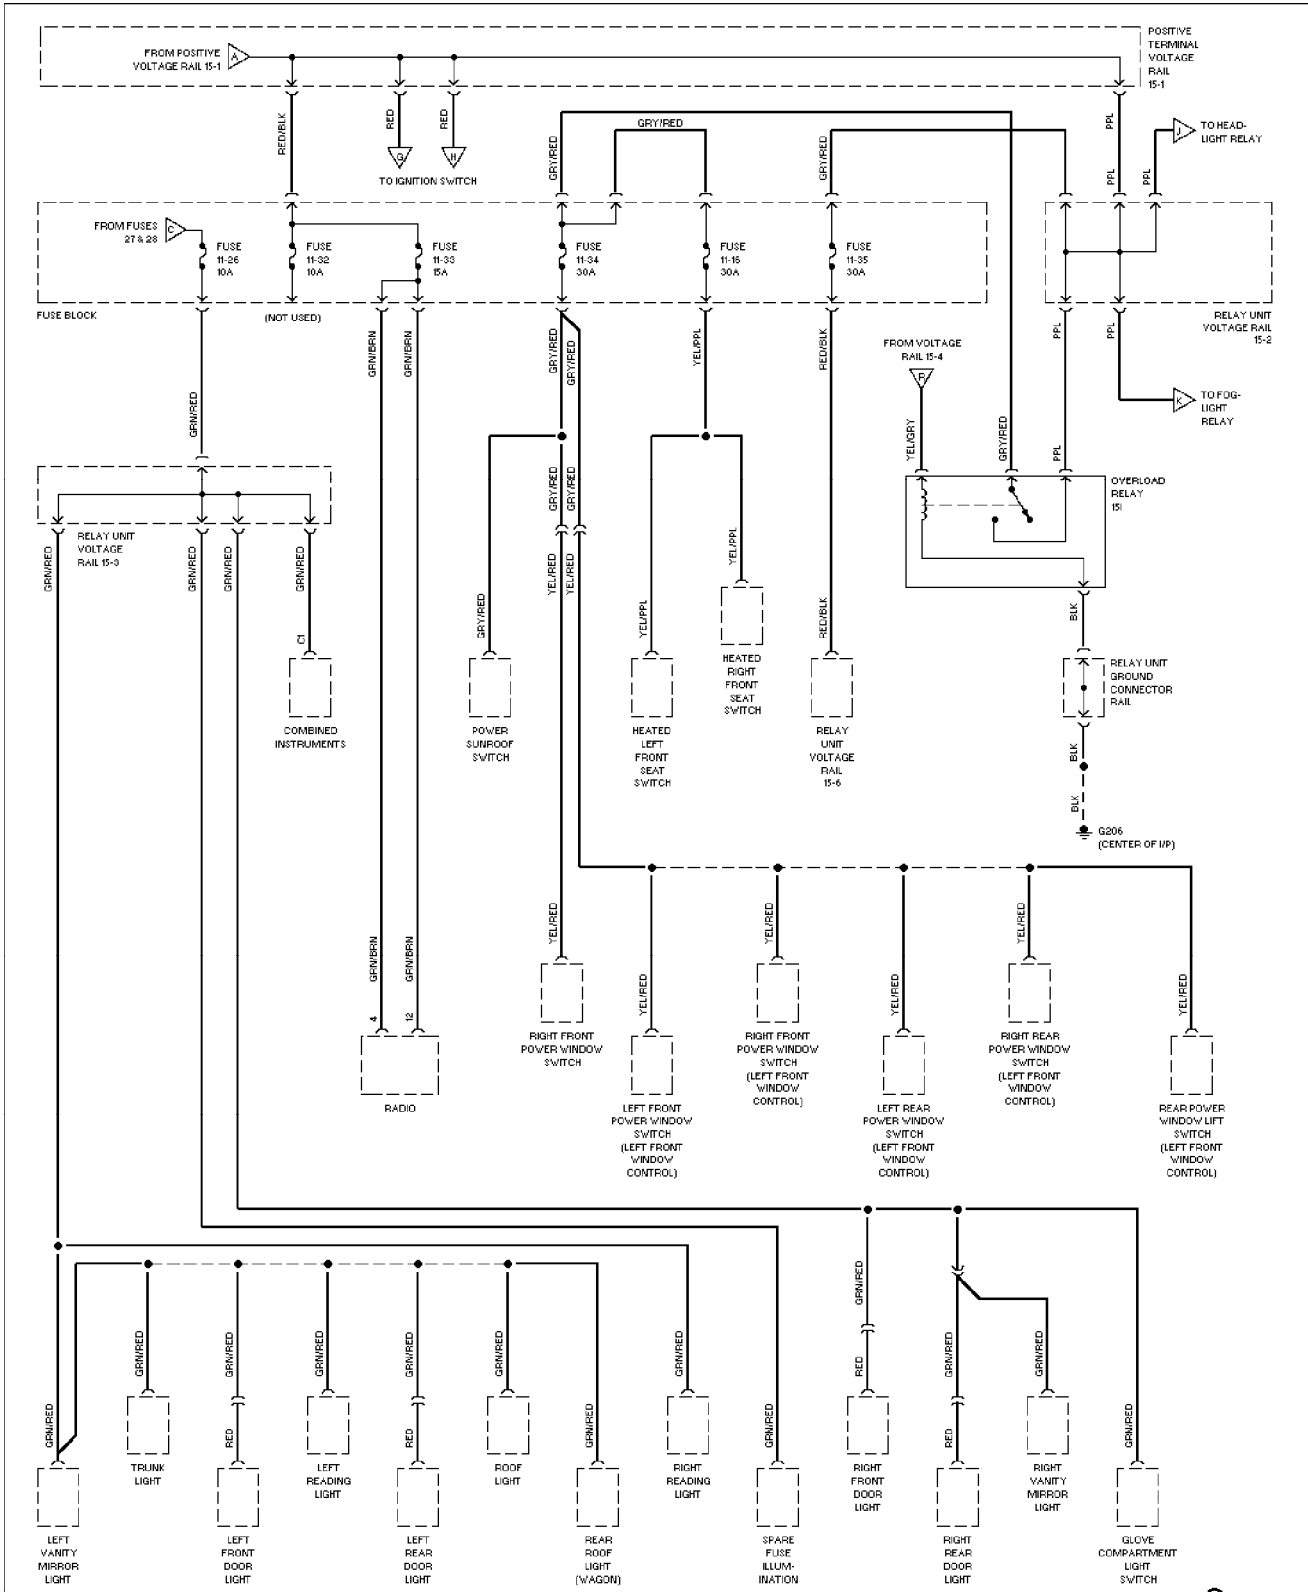 FROM POSITIVE
VOLTAGE RAIL 15-1
A
POSITIVE
TERMINAL
VOLTAGE
RAIL
15-1
RED/BLK
RED
RED
G
H
TO IGNITION SWITCH
GRY/RED
GRY/RED
GRY/RED
PPL
PPL
PPL
J
TO HEAD-
LIGHT RELAY
FROM FUSES
27 & 28
C
FUSE
11-26
10A
FUSE
11-32
10A
FUSE
11-33
15A
FUSE
11-34
30A
FUSE
11-16
30A
FUSE
11-35
30A
FUSE BLOCK
(NOT USED)
RELAY UNIT
VOLTAGE RAIL
15-2
GRN/RED
GRN/BRN
GRN/BRN
GRY/RED
GRY/RED
YEL/PPL
RED/BLK
FROM VOLTAGE
RAIL 15-4
P
PPL
PPL
K
TO FOG-
LIGHT
RELAY
YEL/GRY
GRY/RED
PPL
OVERLOAD
RELAY
15I
RELAY UNIT
VOLTAGE
RAIL 15-3
GRN/RED
GRN/RED
GRN/RED
GRN/RED
C1
COMBINED
INSTRUMENTS
GRY/RED
GRY/RED
YEL/RED
YEL/RED
GRY/RED
POWER
SUNROOF
SWITCH
YEL/PPL
HEATED
LEFT
FRONT
SEAT
SWITCH
YEL/PPL
HEATED
RIGHT
FRONT
SEAT
SWITCH
RED/BLK
RELAY
UNIT
VOLTAGE
RAIL
15-6
BLK
RELAY UNIT
GROUND
CONNECTOR
RAIL
BLK
BLK
G206
(CENTER OF I/P)
GRN/BRN
4
GRN/BRN
12
RADIO
YEL/RED
RIGHT FRONT
POWER WINDOW
SWITCH
YEL/RED
LEFT FRONT
POWER WINDOW
SWITCH
(LEFT FRONT
WINDOW
CONTROL)
YEL/RED
RIGHT FRONT
POWER WINDOW
SWITCH
(LEFT FRONT
WINDOW
CONTROL)
YEL/RED
LEFT REAR
POWER WINDOW
SWITCH
(LEFT FRONT
WINDOW
CONTROL)
YEL/RED
RIGHT REAR
POWER WINDOW
SWITCH
(LEFT FRONT
WINDOW
CONTROL)
YEL/RED
REAR POWER
WINDOW LIFT
SWITCH
(LEFT FRONT
WINDOW
CONTROL)
GRN/RED
LEFT
VANITY
MIRROR
LIGHT
GRN/RED
TRUNK
LIGHT
GRN/RED
RED
LEFT
FRONT
DOOR
LIGHT
GRN/RED
LEFT
READING
LIGHT
GRN/RED
RED
LEFT
REAR
DOOR
LIGHT
GRN/RED
ROOF
LIGHT
GRN/RED
REAR
ROOF
LIGHT
(WAGON)
GRN/RED
RIGHT
READING
LIGHT
GRN/RED
SPARE
FUSE
ILLUM-
INATION
GRN/RED
RED
RIGHT
FRONT
DOOR
LIGHT
GRN/RED
RED
RIGHT
REAR
DOOR
LIGHT
GRN/RED
RIGHT
VANITY
MIRROR
LIGHT
GRN/RED
GLOVE
COMPARTMENT
LIGHT
SWITCH